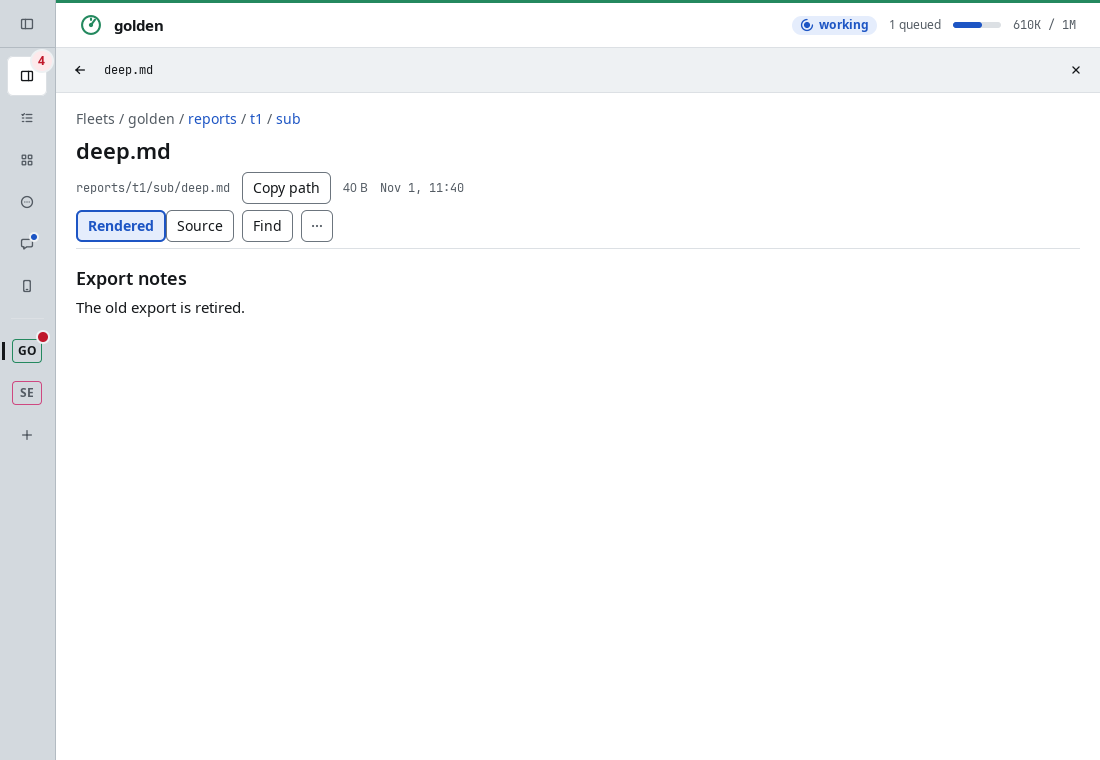 golden
working
1 queued
610K / 1M
4
deep.md
Fleets / golden / reports / t1 / sub
deep.md
reports/t1/sub/deep.md
Copy path
40 B
Nov 1, 11:40
Rendered
Source
Find
···
Export notes
The old export is retired.
GO
SE